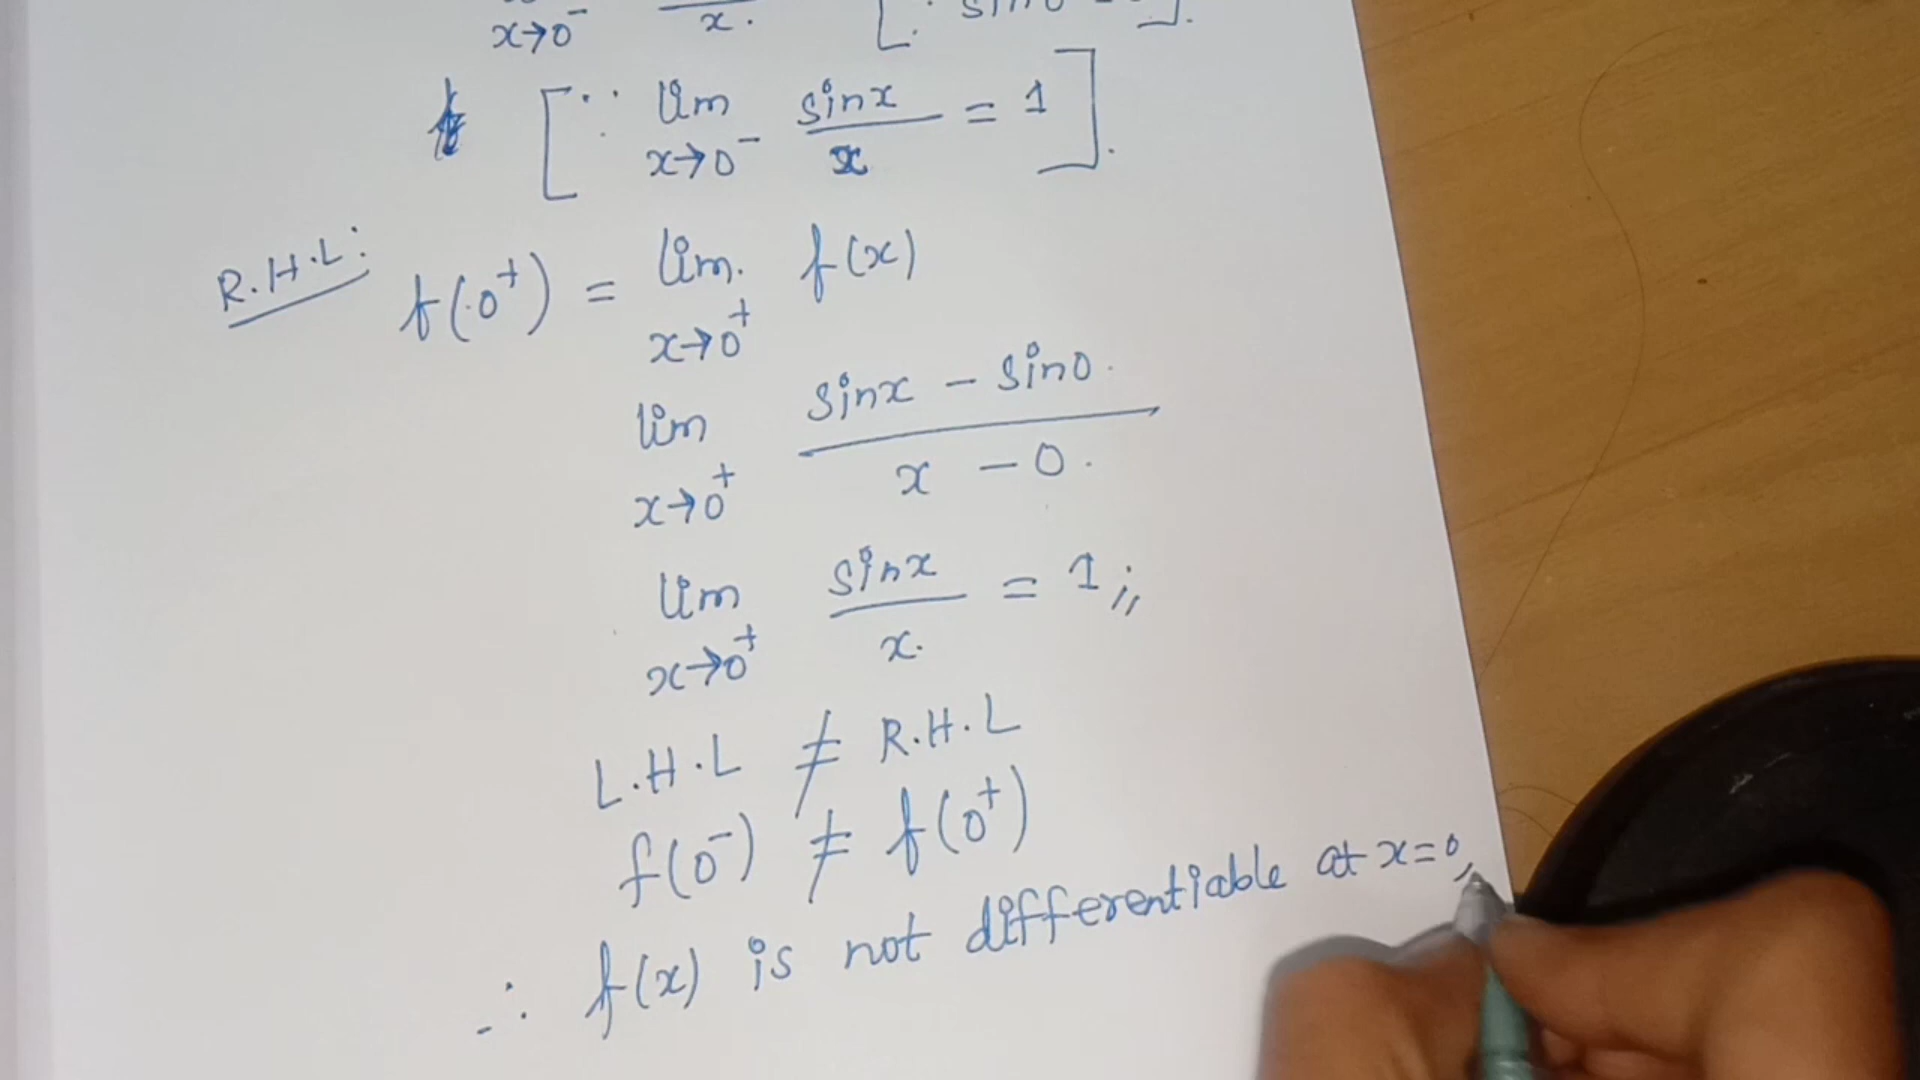 x→0⁻ x.
[∵ lim x→0⁻ sinx/x = 1].
R.H.L: f(0⁺) = lim. x→0⁺ f(x)
lim x→0⁺ (sinx - sin0.)/(x - 0.)
lim x→0⁺ sinx/x. = 1;,,
L.H.L ≠ R.H.L
f(0⁻) ≠ f(0⁺)
∴ f(x) is not differentiable at x=0,